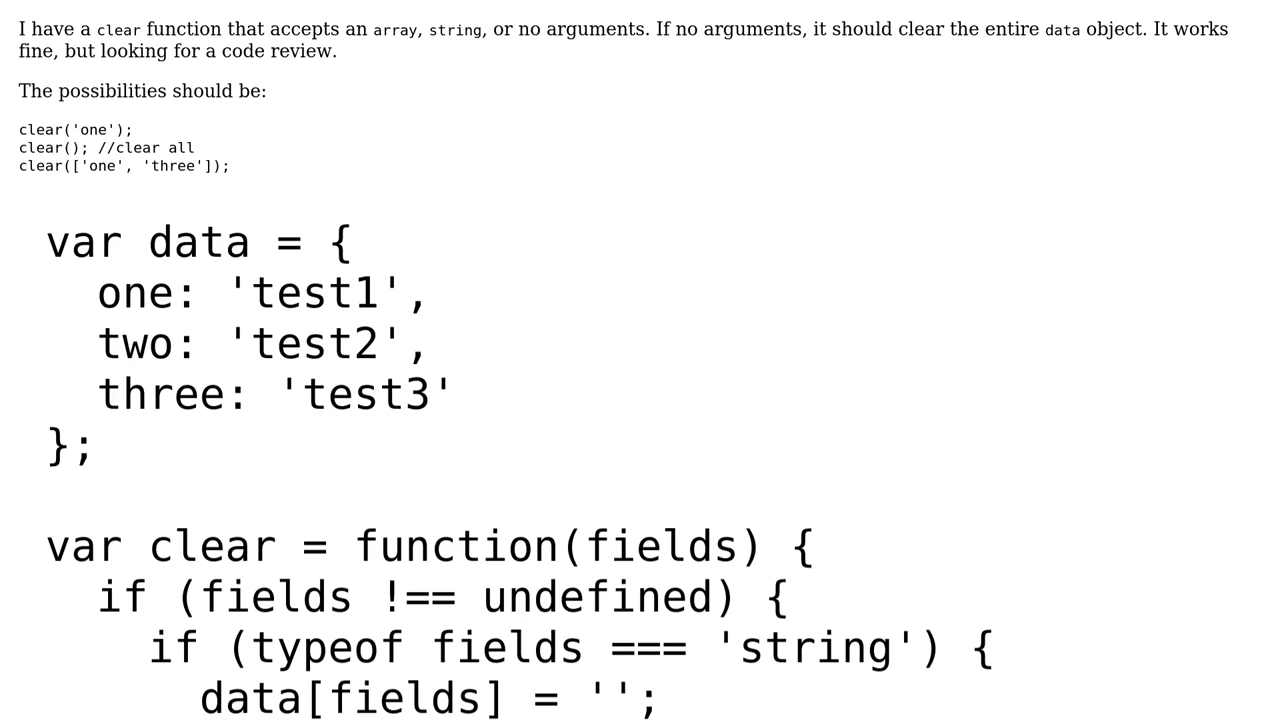 I have a clear function that accepts an array, string, or no arguments. If no arguments, it should clear the entire data object. It works
fine, but looking for a code review.
The possibilities should be:
clear('one');
clear(); //clear all
clear(['one', 'three']);
var data = {
  one: 'test1',
  two: 'test2',
  three: 'test3'
};
var clear = function(fields) {
  if (fields !== undefined) {
    if (typeof fields === 'string') {
      data[fields] = '';